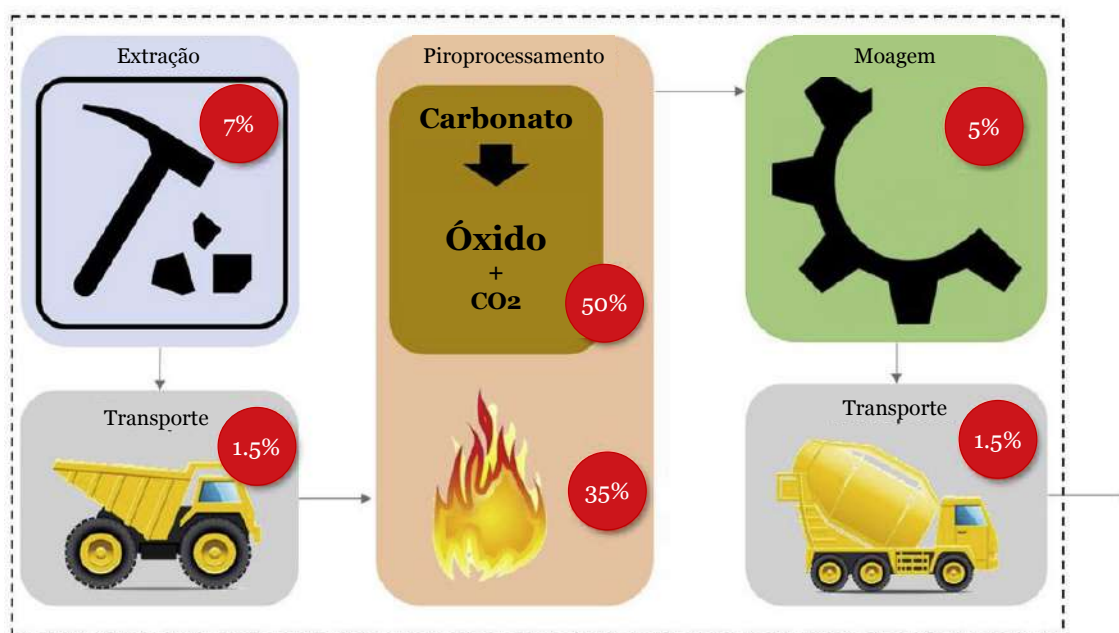 Extração
7%
Transporte
1.5%
Piroprocessamento
Carbonato
Óxido
+
CO2
50%
35%
Moagem
5%
Transporte
1.5%